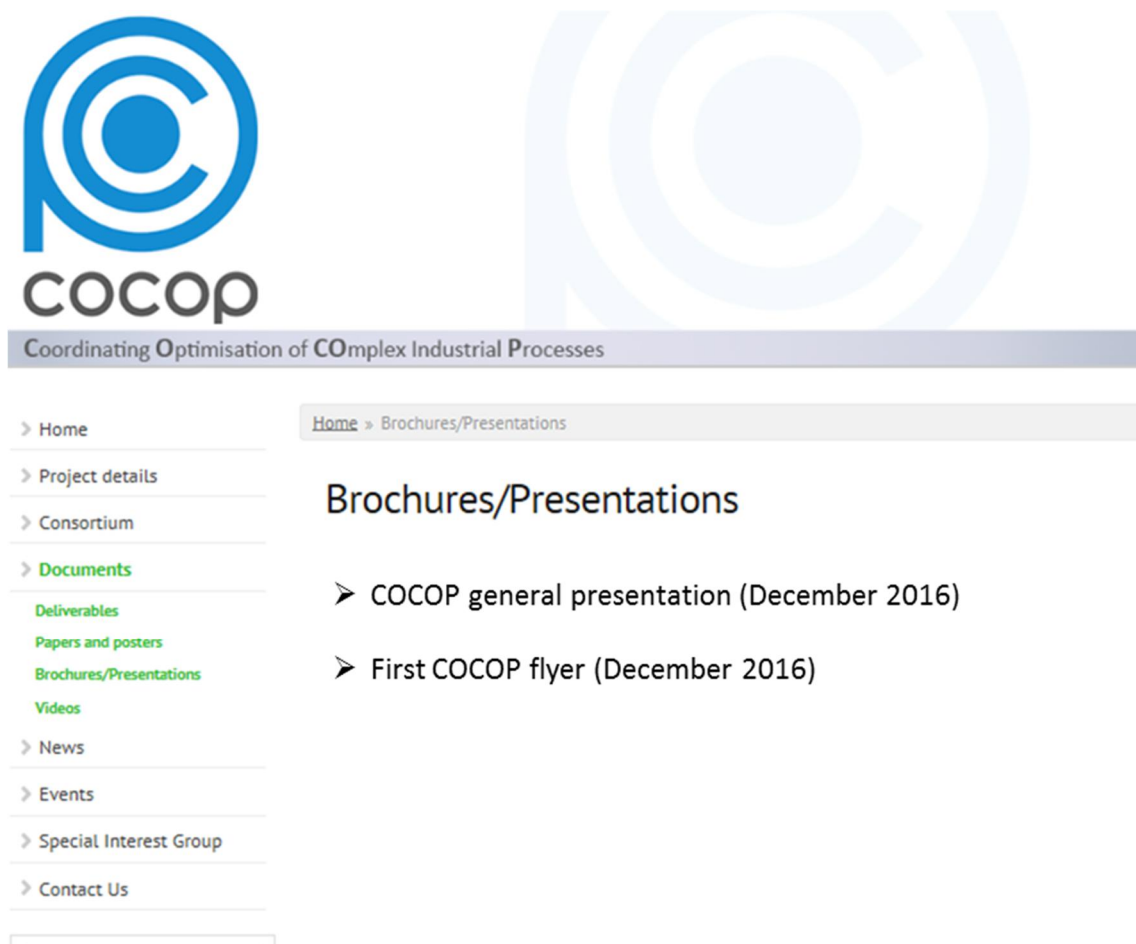 cocop
Coordinating Optimisation of COmplex Industrial Processes
Home
Project details
Consortium
Documents
Deliverables
Papers and posters
Brochures/Presentations
Videos
News
Events
Special Interest Group
Contact Us
Home » Brochures/Presentations
Brochures/Presentations
➢ COCOP general presentation (December 2016)
➢ First COCOP flyer (December 2016)